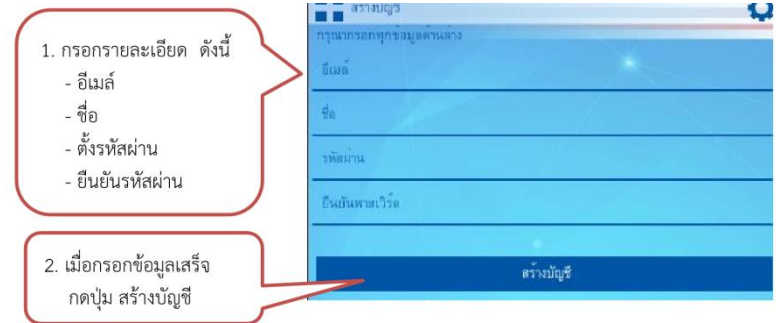 1. กรอกรายละเอียด ดังนี้
- อีเมล์
- ชื่อ
- ตั้งรหัสผ่าน
- ยืนยันรหัสผ่าน
2. เมื่อกรอกข้อมูลเสร็จ
กดปุ่ม สร้างบัญชี
สร้างบัญชี
กรุณากรอกทุกข้อมูลด้านล่าง
อีเมล์
ชื่อ
รหัสผ่าน
ยืนยันพาสเวิร์ด
สร้างบัญชี